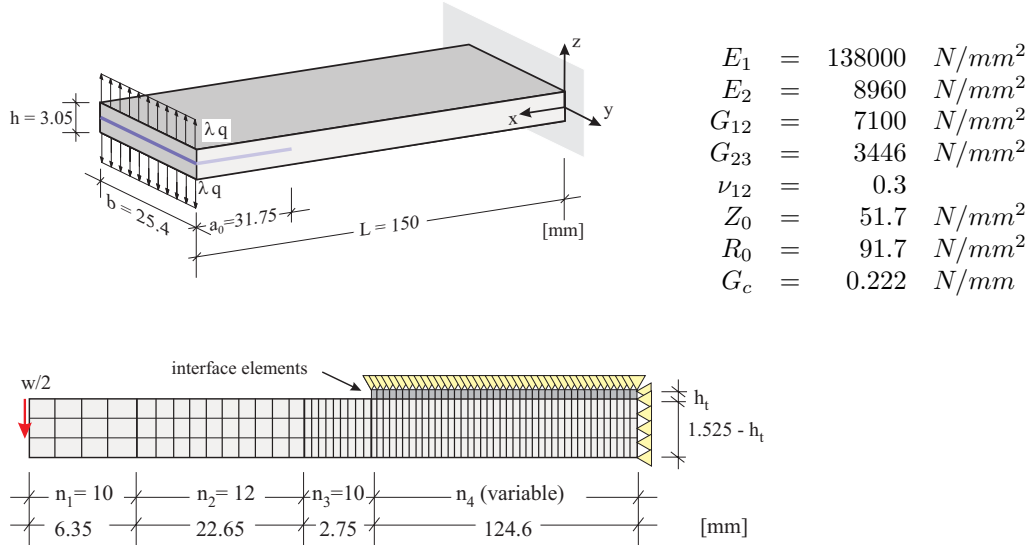 z
y
x
h = 3.05
λ q
λ q
b = 25.4
a₀=31.75
L = 150
[mm]
E₁ = 138000 N/mm²
E₂ = 8960 N/mm²
G₁₂ = 7100 N/mm²
G₂₃ = 3446 N/mm²
ν₁₂ = 0.3
Z₀ = 51.7 N/mm²
R₀ = 91.7 N/mm²
G_c = 0.222 N/mm
interface elements
w/2
h_t
1.525 - h_t
n₁= 10 n₂= 12 n₃=10 n₄ (variable)
6.35 22.65 2.75 124.6 [mm]